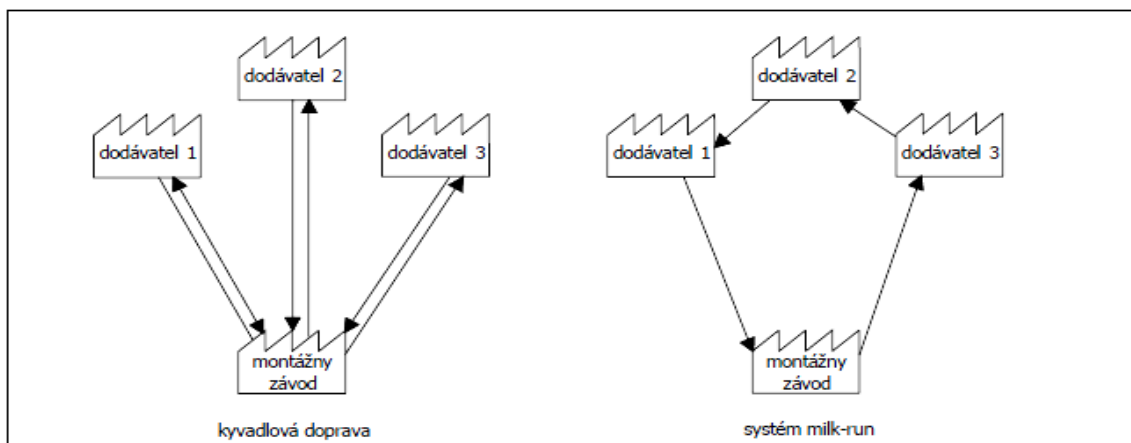 dodávatel 2
dodávatel 1
dodávatel 3
montážny
závod
kyvadlová doprava
dodávatel 2
dodávatel 1
dodávatel 3
montážny
závod
systém milk-run